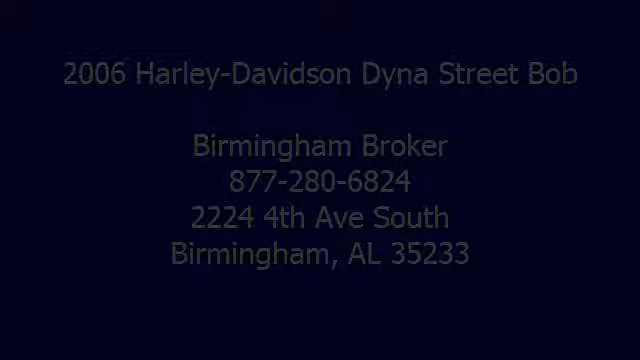 2006 Harley-Davidson Dyna Street Bob
Birmingham Broker
877-280-6824
2224 4th Ave South
Birmingham, AL 35233